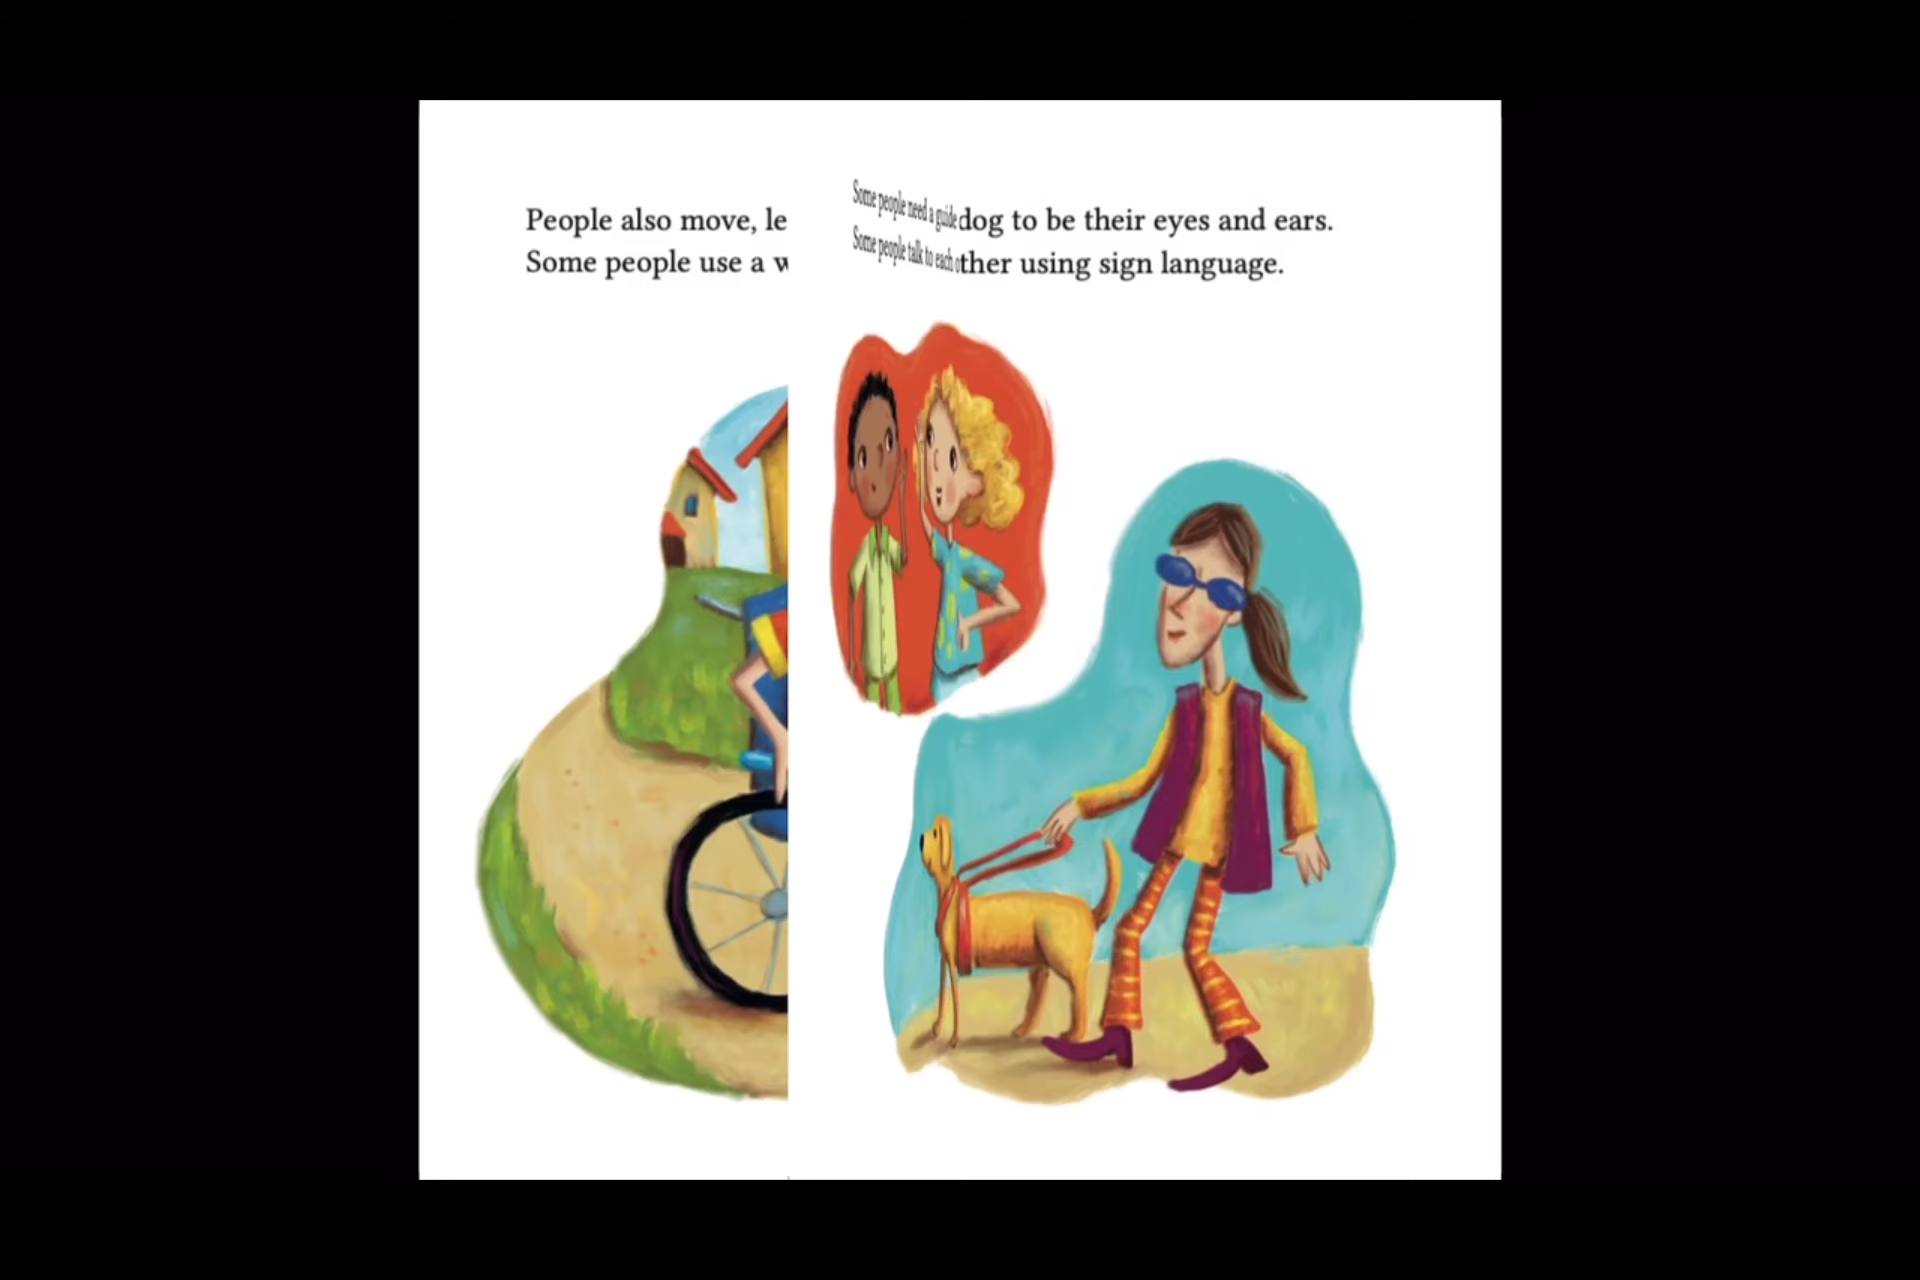 People also move, le
Some people use a w
Some people need a guide dog to be their eyes and ears.
Some people talk to each other using sign language.